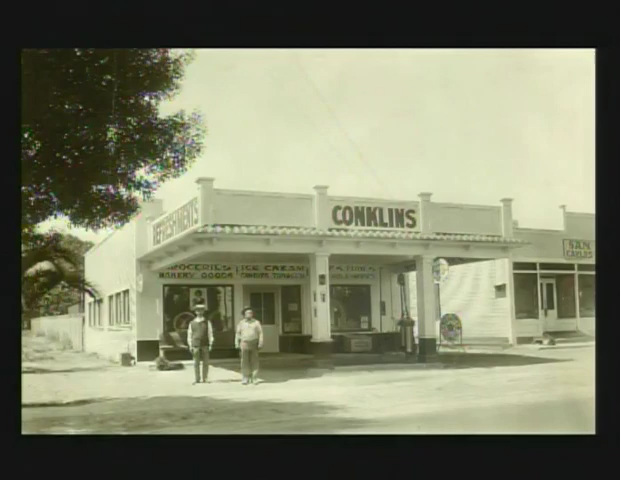 REFRESHMENTS
CONKLINS
SAN
CARLOS
GROCERIES ICE CREAM
BAKERY GOODS CANDIES, TOBACCO